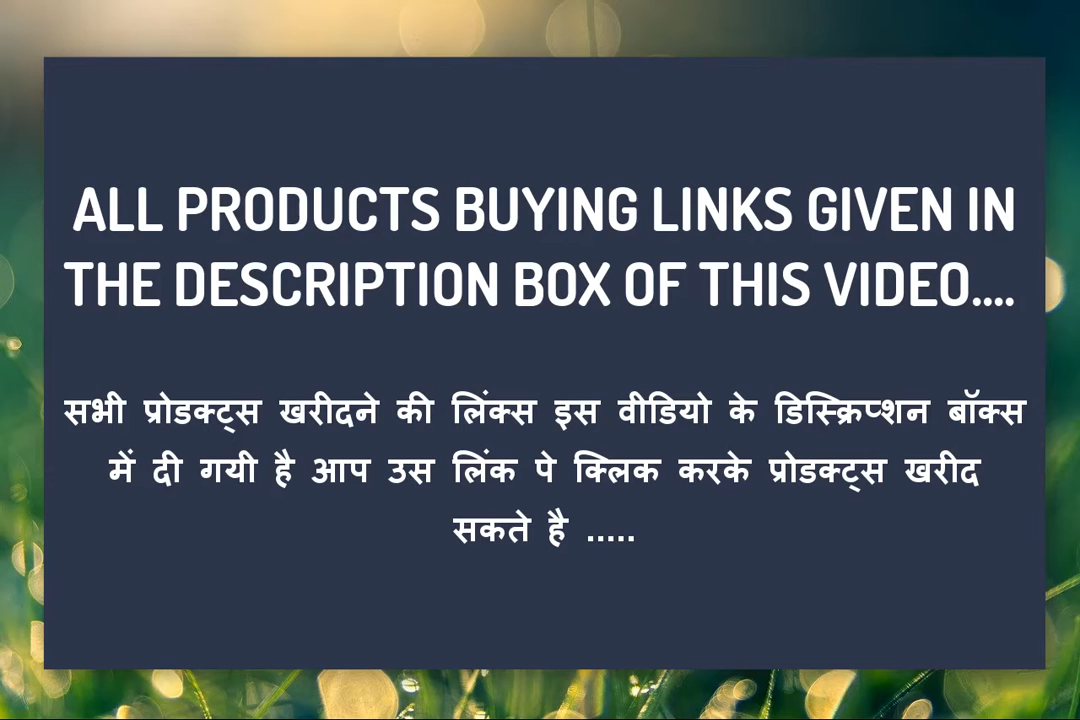 ALL PRODUCTS BUYING LINKS GIVEN IN
THE DESCRIPTION BOX OF THIS VIDEO....
सभी प्रोडक्ट्स खरीदने की लिंक्स इस वीडियो के डिस्क्रिप्शन बॉक्स
में दी गयी है आप उस लिंक पे क्लिक करके प्रोडक्ट्स खरीद
सकते है .....